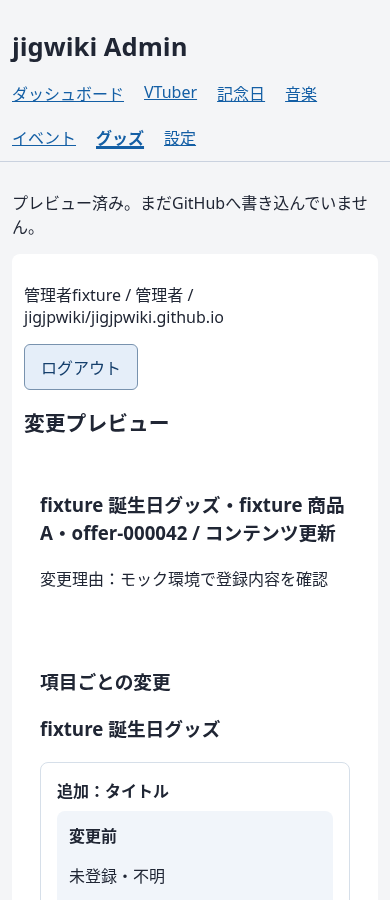 jigwiki Admin
ダッシュボード VTuber 記念日 音楽
イベント グッズ 設定
プレビュー済み。まだGitHubへ書き込んでいませ
ん。
管理者fixture / 管理者 /
jigjpwiki/jigjpwiki.github.io
ログアウト
変更プレビュー
fixture 誕生日グッズ・fixture 商品
A・offer-000042 / コンテンツ更新
変更理由：モック環境で登録内容を確認
項目ごとの変更
fixture 誕生日グッズ
追加：タイトル
変更前
未登録・不明